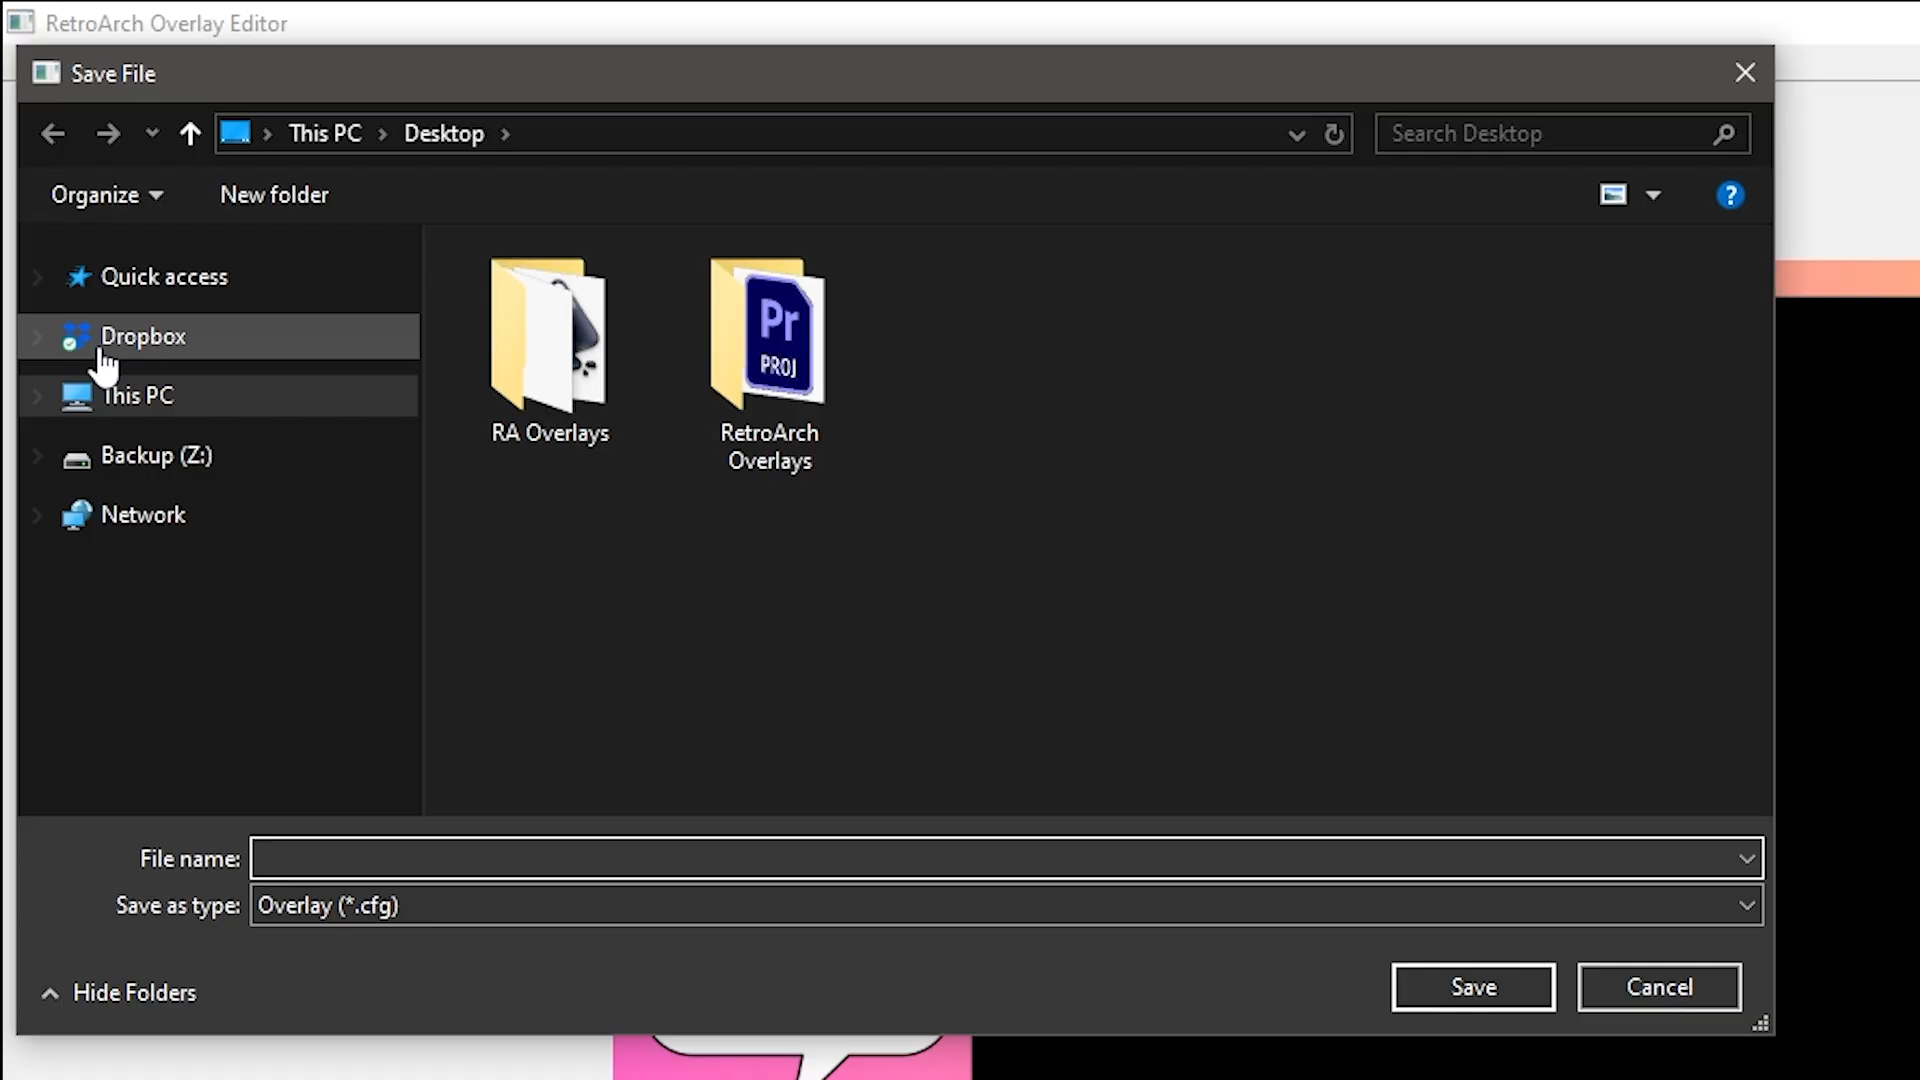 RetroArch Overlay Editor
Save File
This PC
Desktop
Search Desktop
Organize
New folder
?
Quick access
Dropbox
This PC
Backup (Z:)
Network
Pr
PROJ
RA Overlays
RetroArch
Overlays
File name:
Save as type:
Overlay (*.cfg)
Hide Folders
Save
Cancel